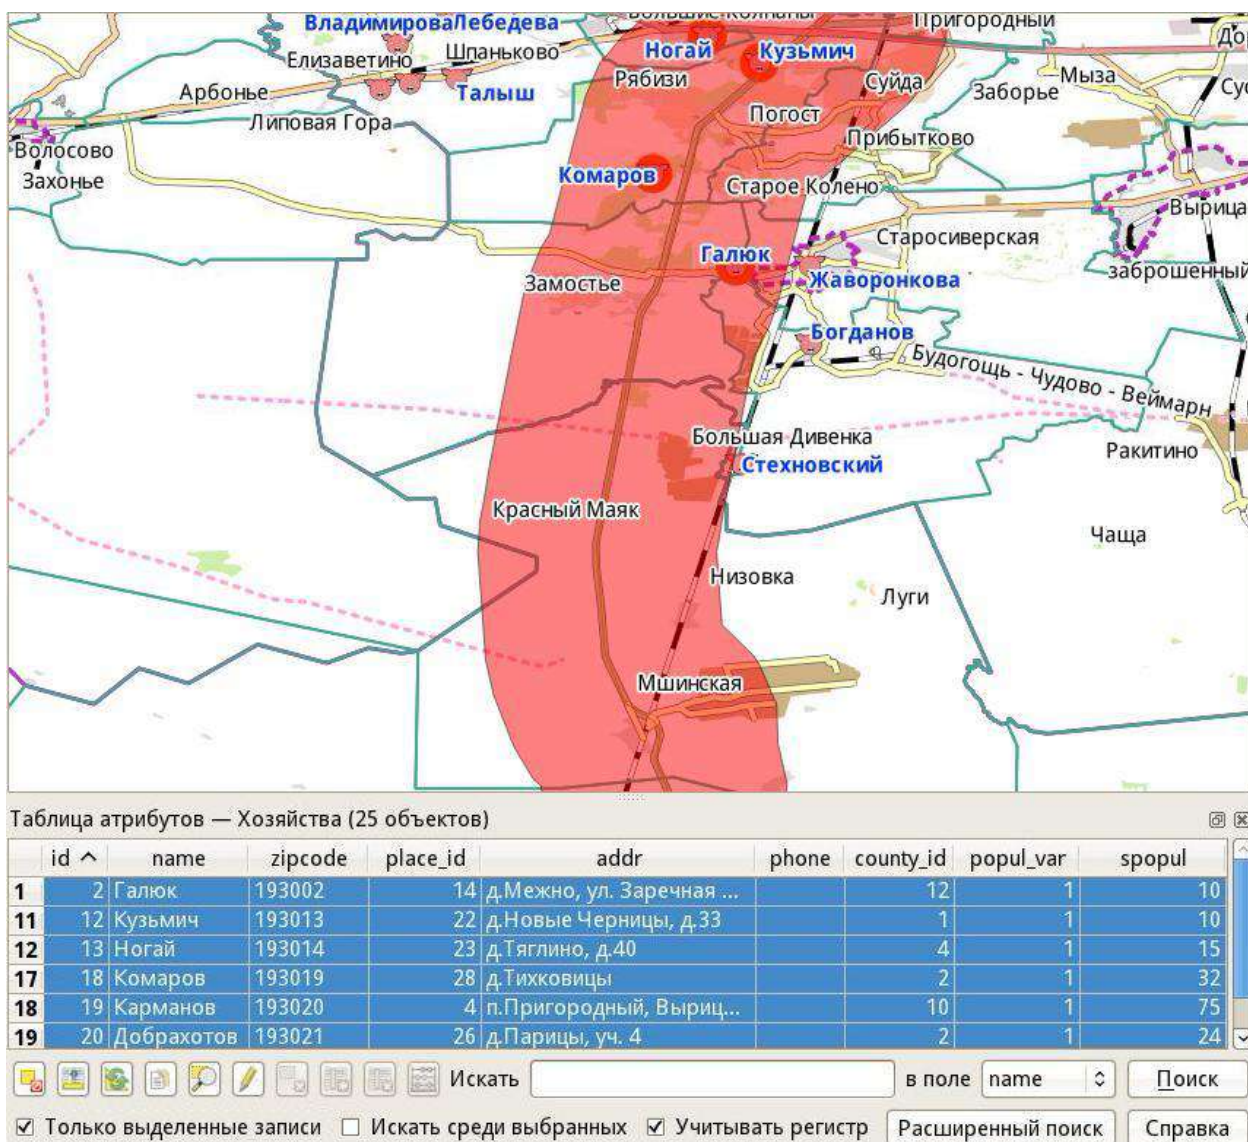 ВладимироваЛебедева
Большие Колпаны
Пригородный
Елизаветино
Шпаньково
Ногай
Кузьмич
Рябизи
Суйда
Мыза
Заборье
Арбонье
Талыш
Липовая Гора
Погост
Прибытково
Волосово
Захонье
Комаров
Старое Колено
Вырица
Старосиверская
Галюк
Замостье
Жаворонкова
заброшенный
Богданов
Будогощь - Чудово - Веймарн
Большая Дивенка
Ракитино
Стехновский
Красный Маяк
Чаща
Низовка
Луги
Мшинская
Таблица атрибутов — Хозяйства (25 объектов)
id name zipcode place_id addr phone county_id popul_var spopul
1 2 Галюк 193002 14 д.Межно, ул. Заречная ... 12 1 10
11 12 Кузьмич 193013 22 д.Новые Черницы, д.33 1 1 10
12 13 Ногай 193014 23 д.Тяглино, д.40 4 1 15
17 18 Комаров 193019 28 д.Тихковицы 2 1 32
18 19 Карманов 193020 4 п.Пригородный, Выриц... 10 1 75
19 20 Доброхотов 193021 26 д.Парицы, уч. 4 2 1 24
Искать в поле name Поиск
Только выделенные записи Искать среди выбранных Учитывать регистр Расширенный поиск Справка